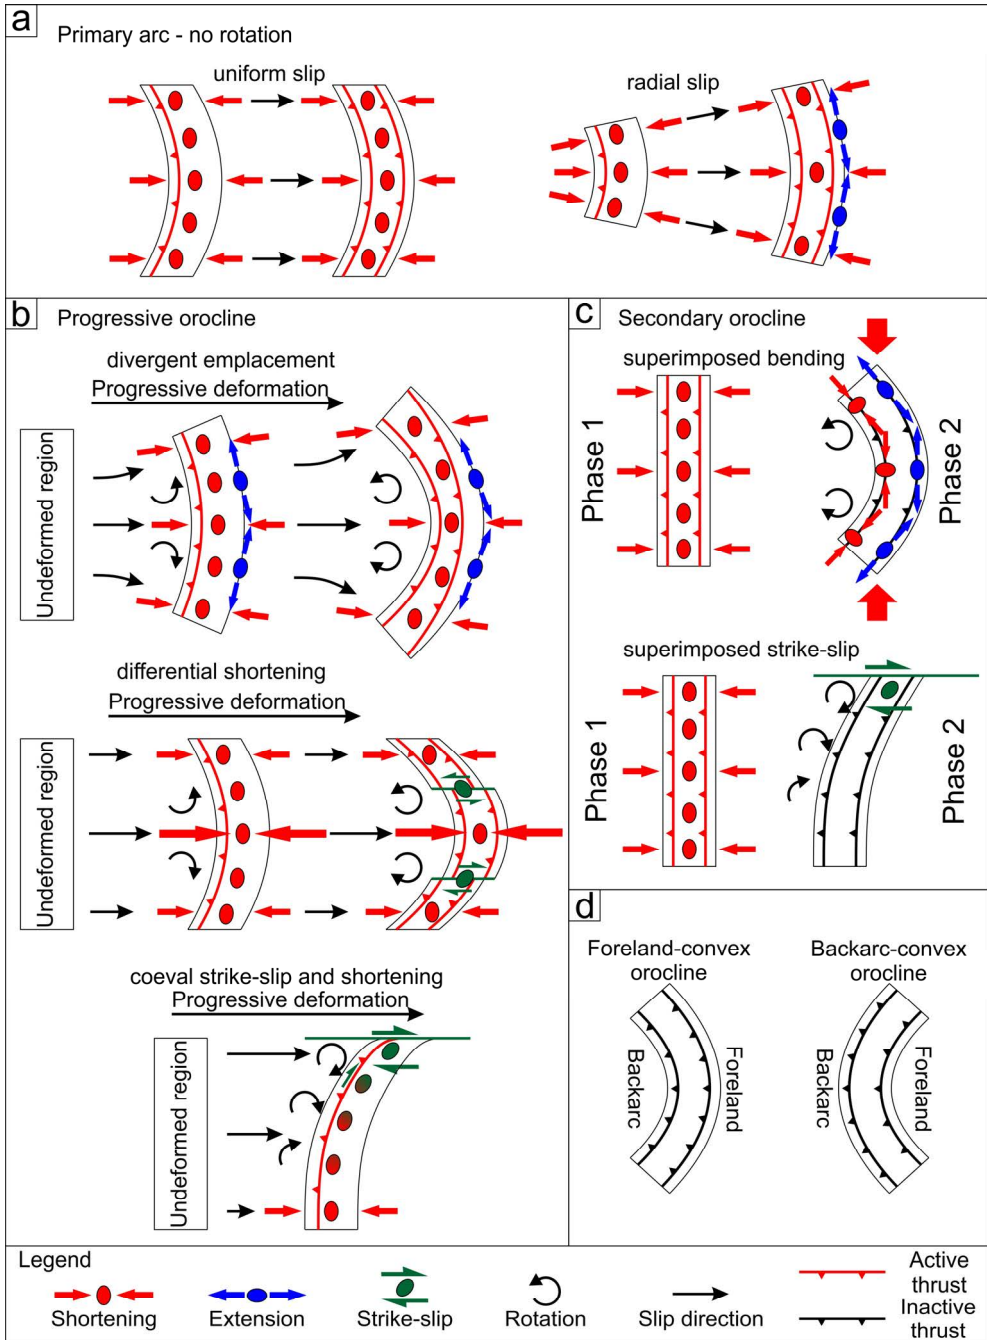 a
Primary arc - no rotation
uniform slip
radial slip
b
Progressive orocline
divergent emplacement
Progressive deformation
Undeformed region
differential shortening
Progressive deformation
Undeformed region
coeval strike-slip and shortening
Progressive deformation
Undeformed region
c
Secondary orocline
superimposed bending
Phase 1
Phase 2
superimposed strike-slip
Phase 1
Phase 2
d
Foreland-convex
orocline
Backarc-convex
orocline
Backarc
Foreland
Backarc
Foreland
Legend
Shortening
Extension
Strike-slip
Rotation
Slip direction
Active
thrust
Inactive
thrust